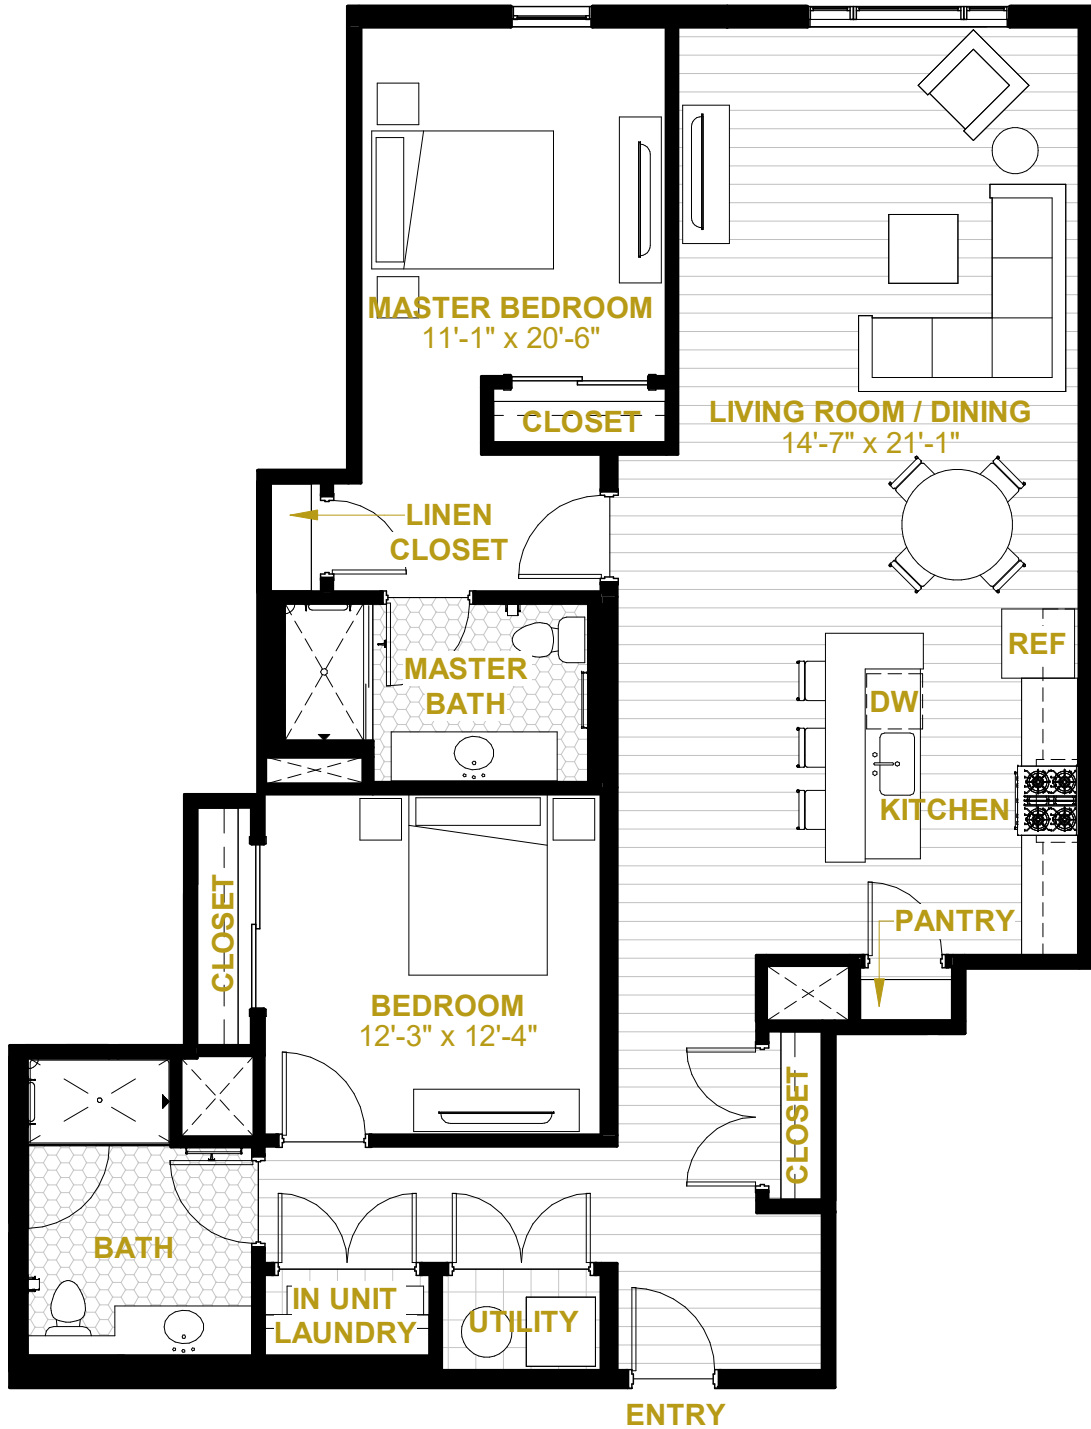 MASTER BEDROOM
11'-1" x 20'-6"
CLOSET
LIVING ROOM / DINING
14'-7" x 21'-1"
LINEN
CLOSET
MASTER
BATH
REF
DW
KITCHEN
PANTRY
CLOSET
BEDROOM
12'-3" x 12'-4"
CLOSET
BATH
IN UNIT
LAUNDRY
UTILITY
ENTRY